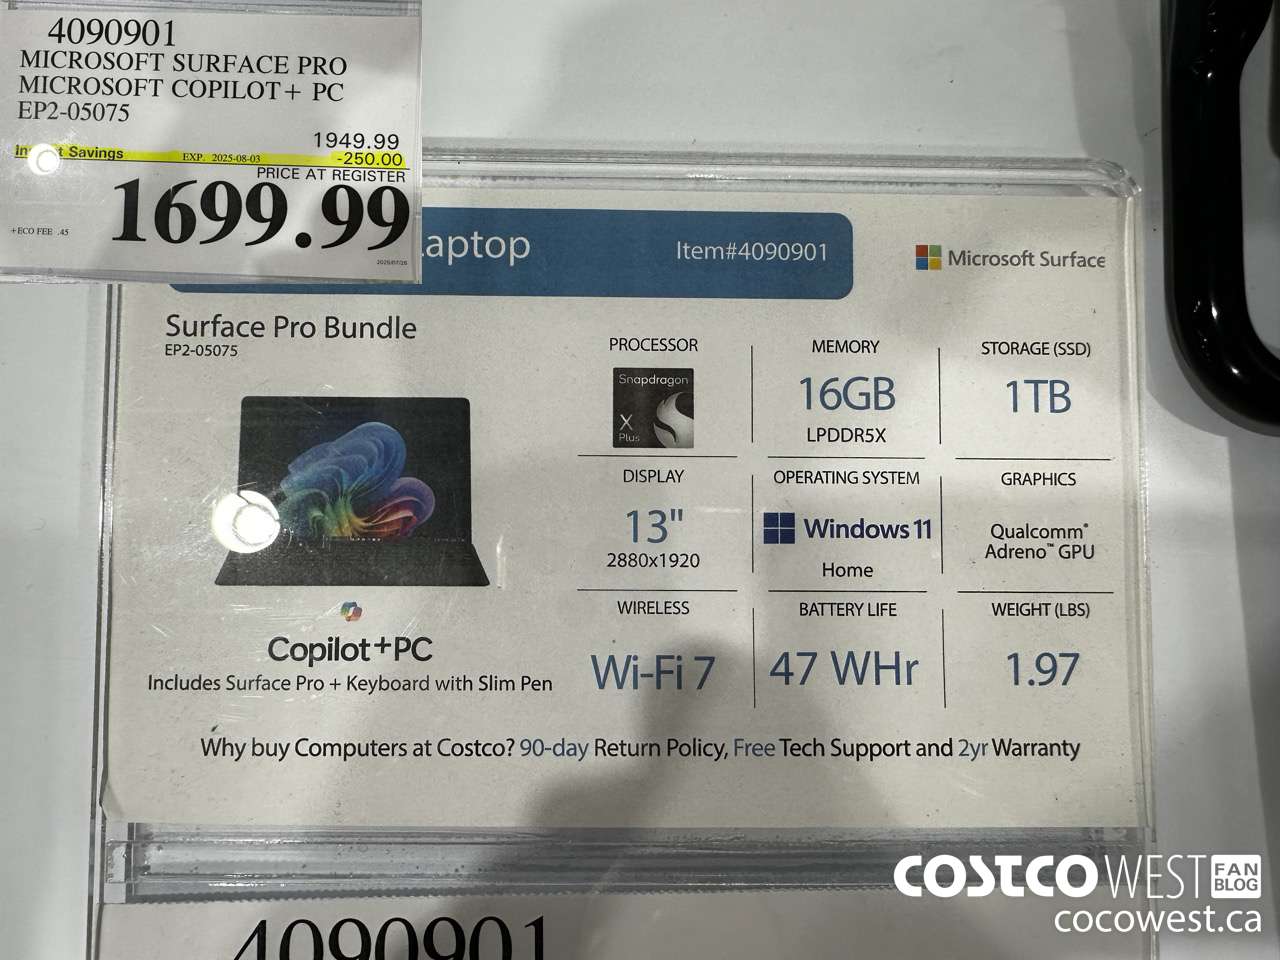 4090901
MICROSOFT SURFACE PRO
MICROSOFT COPILOT+ PC
EP2-05075
1949.99
Savings EXP. 2025-08-03 -250.00
PRICE AT REGISTER
1699.99
+ECO FEE .45
aptop
Item#4090901
Microsoft Surface
Surface Pro Bundle
EP2-05075
PROCESSOR
Snapdragon
X
Plus
MEMORY
16GB
LPDDR5X
STORAGE (SSD)
1TB
DISPLAY
13"
2880x1920
OPERATING SYSTEM
Windows 11
Home
GRAPHICS
Qualcomm®
Adreno™ GPU
WIRELESS
Wi-Fi 7
BATTERY LIFE
47 WHr
WEIGHT (LBS)
1.97
Copilot+PC
Includes Surface Pro + Keyboard with Slim Pen
Why buy Computers at Costco? 90-day Return Policy, Free Tech Support and 2yr Warranty
4090901
COSTCO WEST FAN BLOG
cocowest.ca